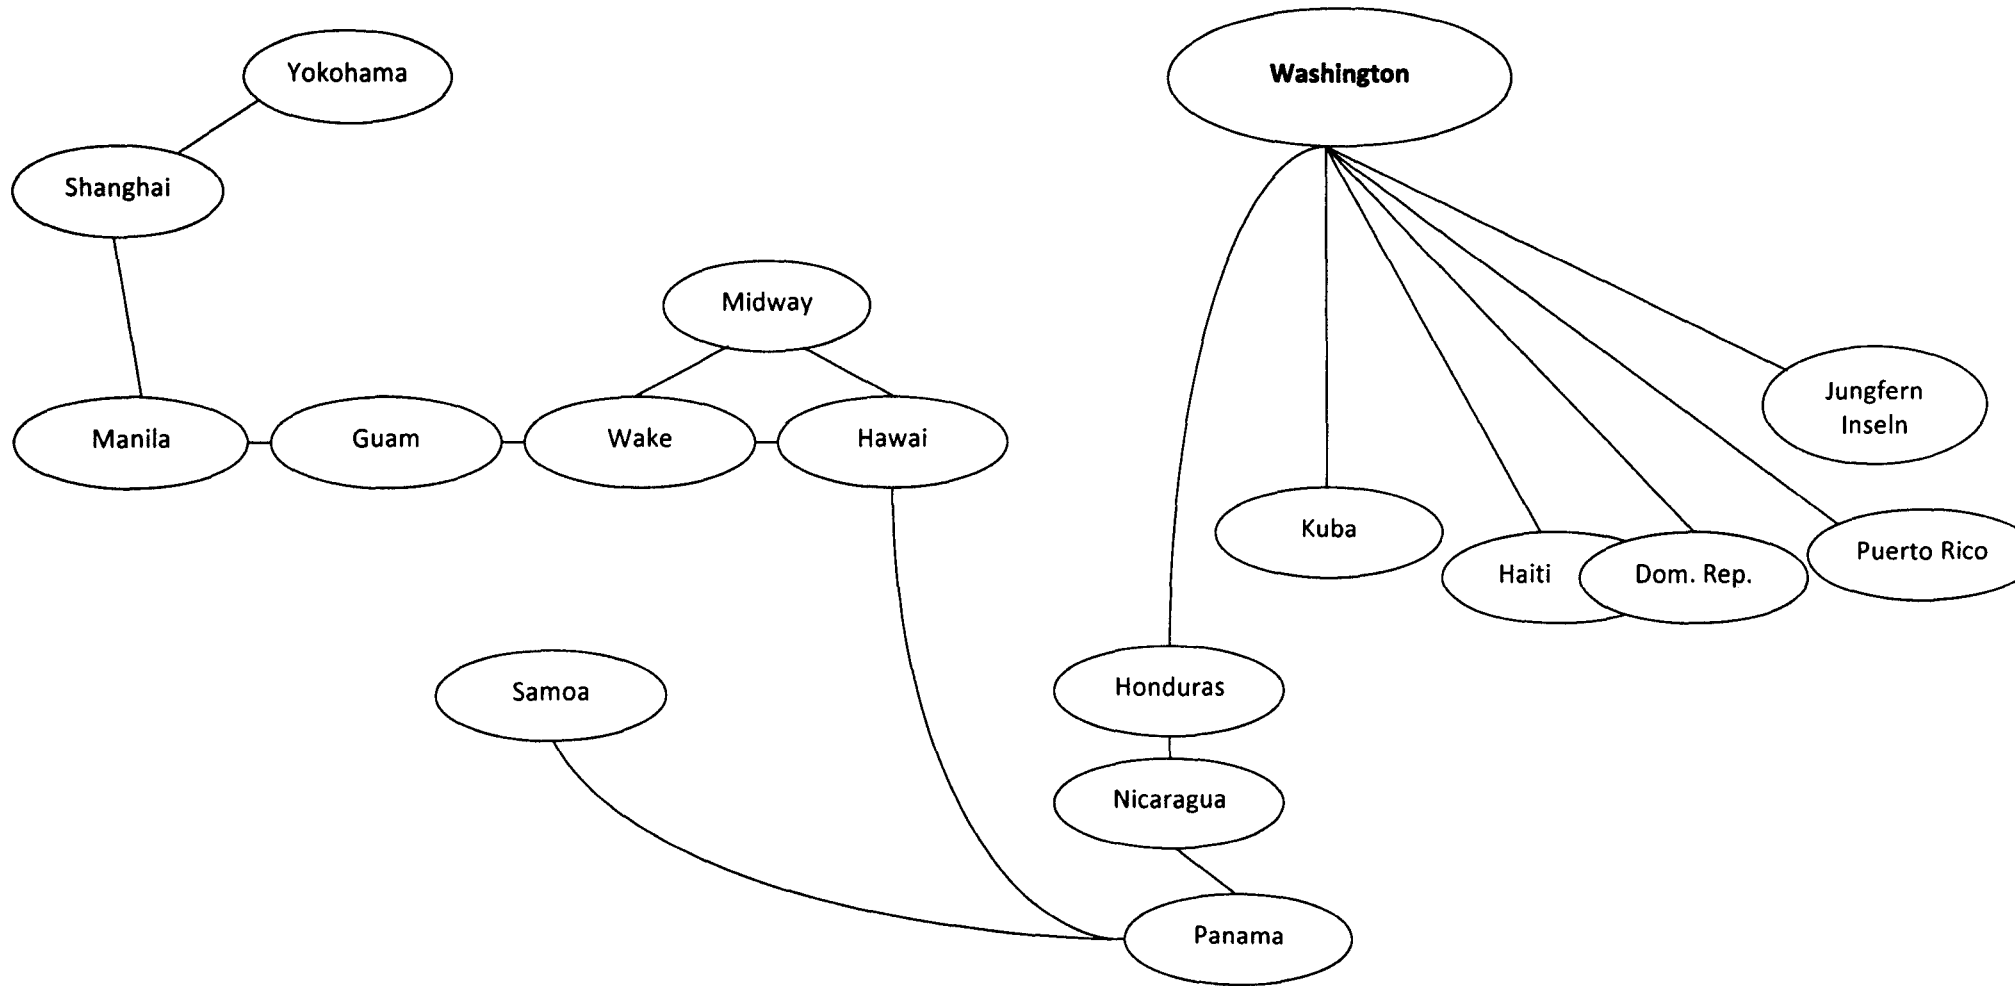 Yokohama
Washington
Shanghai
Midway
Jungfern
Inseln
Manila
Guam
Wake
Hawai
Kuba
Haiti
Dom. Rep.
Puerto Rico
Samoa
Honduras
Nicaragua
Panama